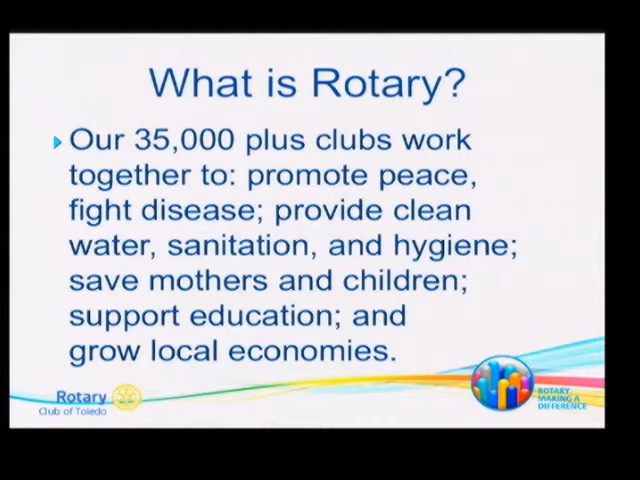 What is Rotary?
Our 35,000 plus clubs work
together to: promote peace,
fight disease; provide clean
water, sanitation, and hygiene;
save mothers and children;
support education; and
grow local economies.
Rotary
Club of Toledo
ROTARY
MAKING A
DIFFERENCE